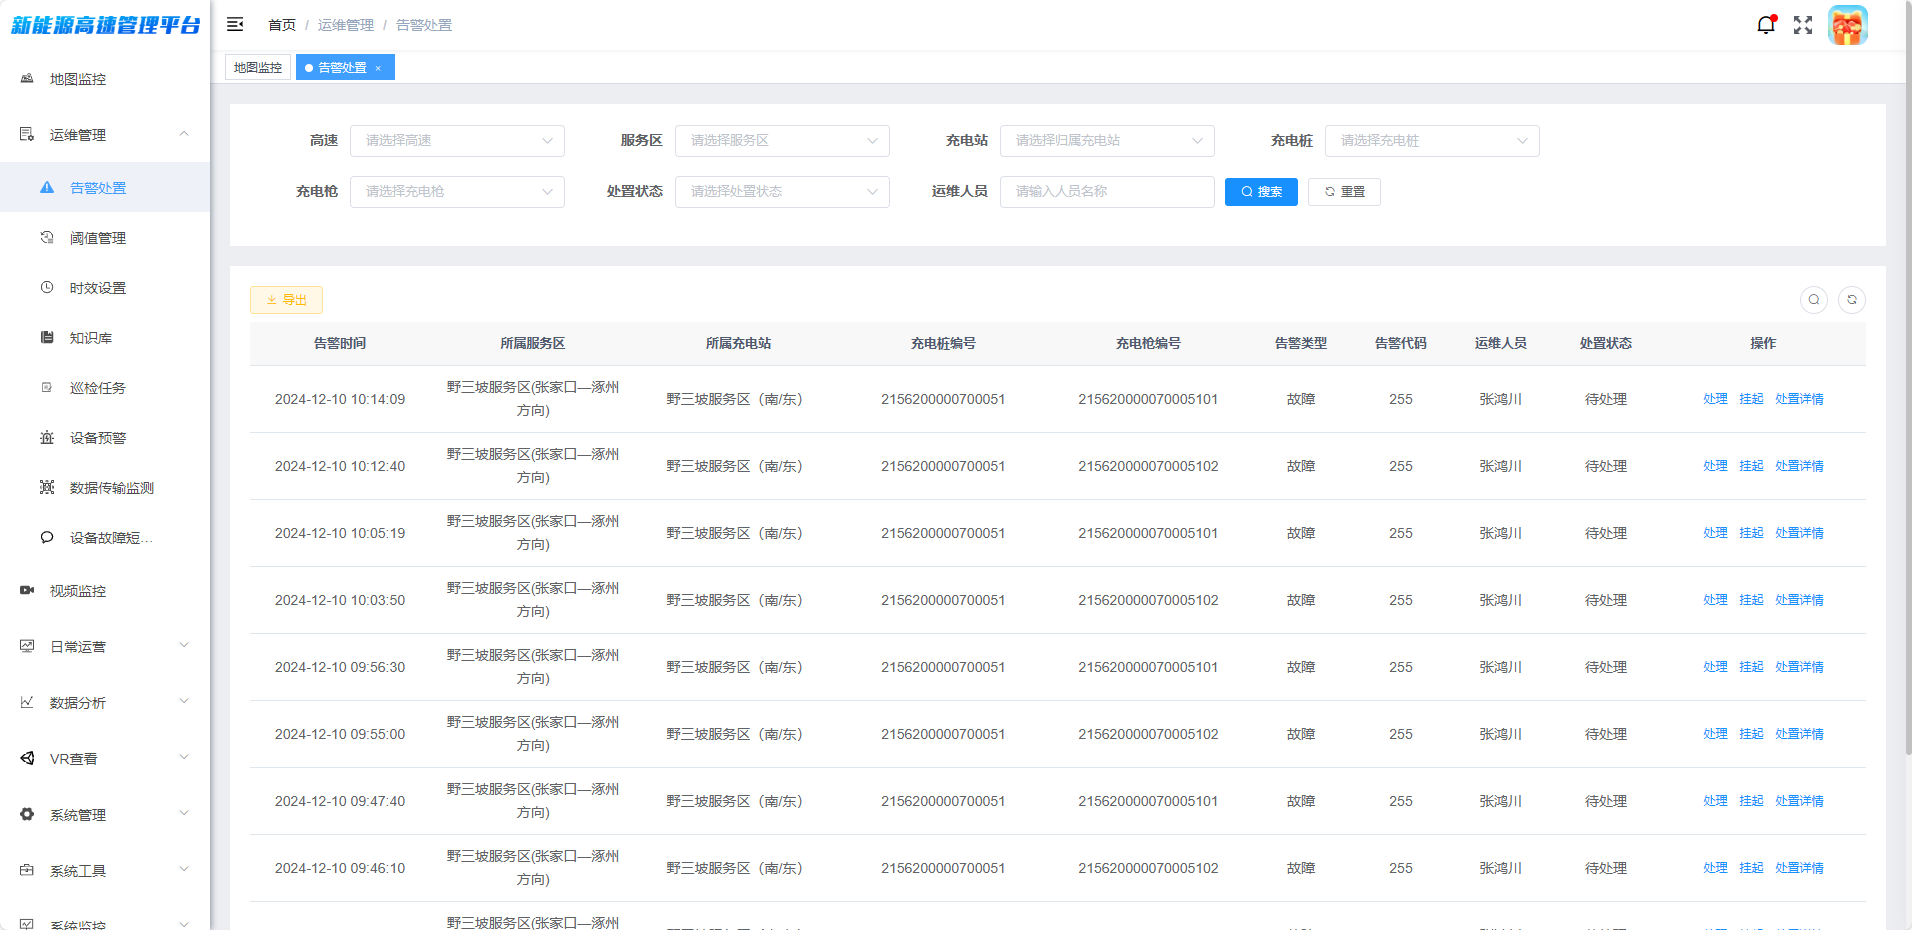 新能源高速管理平台
首页 / 运维管理 / 告警处置
地图监控 告警处置 ×
地图监控
运维管理
告警处置
阈值管理
时效设置
知识库
巡检任务
设备预警
数据传输监测
设备故障短...
视频监控
日常运营
数据分析
VR查看
系统管理
系统工具
系统监控
高速 请选择高速 服务区 请选择服务区 充电站 请选择归属充电站 充电桩 请选择充电桩
充电枪 请选择充电枪 处置状态 请选择处置状态 运维人员 请输入人员名称 搜索 重置
导出
告警时间 所属服务区 所属充电站 充电桩编号 充电枪编号 告警类型 告警代码 运维人员 处置状态 操作
2024-12-10 10:14:09 野三坡服务区(张家口—涿州方向) 野三坡服务区（南/东） 2156200000700051 215620000070005101 故障 255 张鸿川 待处理 处理 挂起 处置详情
2024-12-10 10:12:40 野三坡服务区(张家口—涿州方向) 野三坡服务区（南/东） 2156200000700051 215620000070005102 故障 255 张鸿川 待处理 处理 挂起 处置详情
2024-12-10 10:05:19 野三坡服务区(张家口—涿州方向) 野三坡服务区（南/东） 2156200000700051 215620000070005101 故障 255 张鸿川 待处理 处理 挂起 处置详情
2024-12-10 10:03:50 野三坡服务区(张家口—涿州方向) 野三坡服务区（南/东） 2156200000700051 215620000070005102 故障 255 张鸿川 待处理 处理 挂起 处置详情
2024-12-10 09:56:30 野三坡服务区(张家口—涿州方向) 野三坡服务区（南/东） 2156200000700051 215620000070005101 故障 255 张鸿川 待处理 处理 挂起 处置详情
2024-12-10 09:55:00 野三坡服务区(张家口—涿州方向) 野三坡服务区（南/东） 2156200000700051 215620000070005102 故障 255 张鸿川 待处理 处理 挂起 处置详情
2024-12-10 09:47:40 野三坡服务区(张家口—涿州方向) 野三坡服务区（南/东） 2156200000700051 215620000070005101 故障 255 张鸿川 待处理 处理 挂起 处置详情
2024-12-10 09:46:10 野三坡服务区(张家口—涿州方向) 野三坡服务区（南/东） 2156200000700051 215620000070005102 故障 255 张鸿川 待处理 处理 挂起 处置详情
野三坡服务区(张家口—涿州